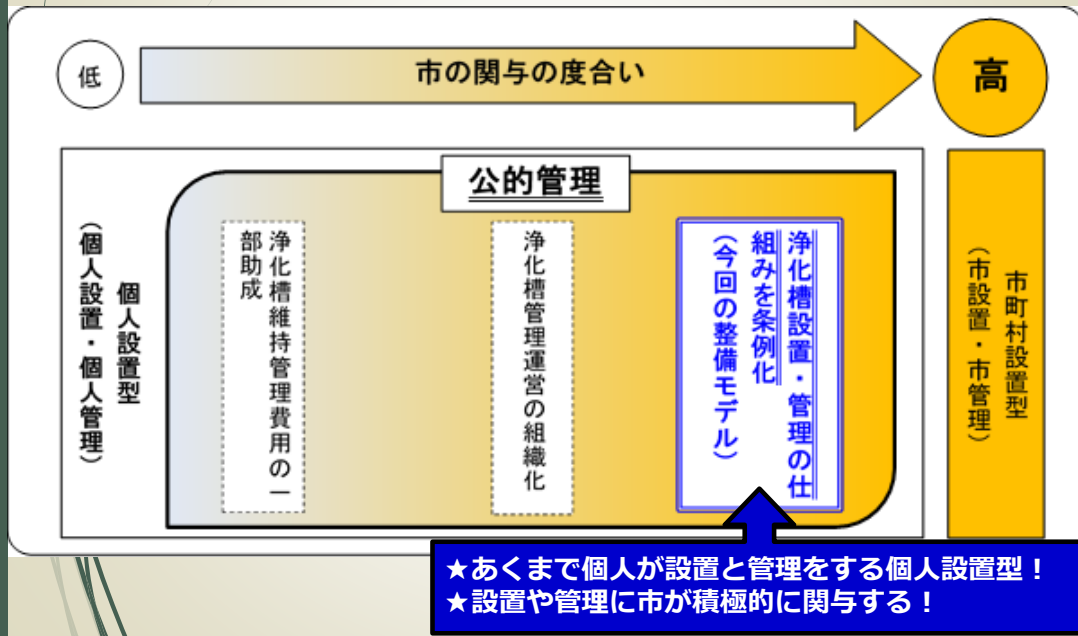 低
市の関与の度合い
高
公的管理
個人設置型
（個人設置・個人管理）
浄化槽維持管理費用の一
部助成
浄化槽管理運営の組織化
浄化槽設置・管理の仕
組みを条例化
（今回の整備モデル）
市町村設置型
（市設置・市管理）
★あくまで個人が設置と管理をする個人設置型！
★設置や管理に市が積極的に関与する！